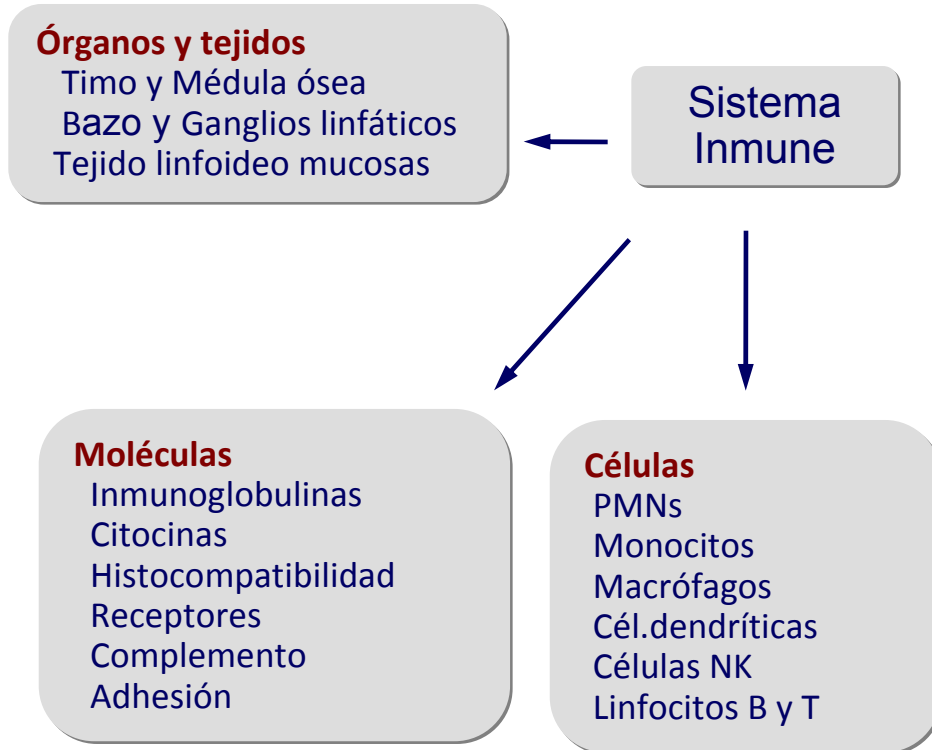 Órganos y tejidos
Timo y Médula ósea
Bazo y Ganglios linfáticos
Tejido linfoideo mucosas
Sistema
Inmune
Moléculas
Inmunoglobulinas
Citocinas
Histocompatibilidad
Receptores
Complemento
Adhesión
Células
PMNs
Monocitos
Macrófagos
Cél.dendríticas
Células NK
Linfocitos B y T